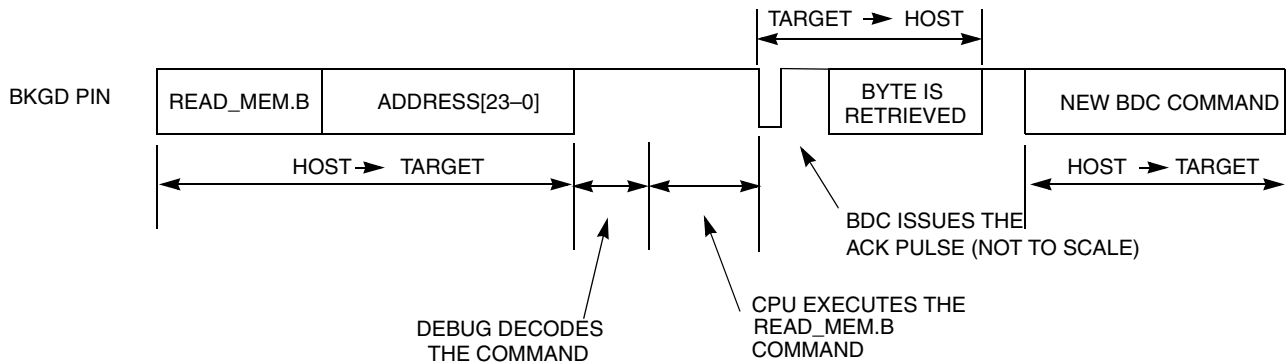 TARGET → HOST
BKGD PIN
READ_MEM.B
ADDRESS[23–0]
BYTE IS
RETRIEVED
NEW BDC COMMAND
HOST → TARGET
HOST → TARGET
BDC ISSUES THE
ACK PULSE (NOT TO SCALE)
DEBUG DECODES
THE COMMAND
CPU EXECUTES THE
READ_MEM.B
COMMAND